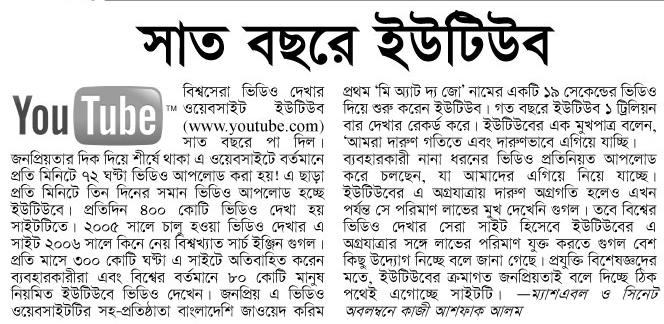 সাত বছরে ইউটিউব
You Tube TM
বিশ্বসেরা ভিডিও দেখার
ওয়েবসাইট ইউটিউব
(www.youtube.com)
সাত বছরে পা দিল।
জনপ্রিয়তার দিক দিয়ে শীর্ষে থাকা এ ওয়েবসাইটে বর্তমানে
প্রতি মিনিটে ৭২ ঘণ্টা ভিডিও আপলোড করা হয়! এ ছাড়া
প্রতি মিনিটে তিন দিনের সমান ভিডিও আপলোড হচ্ছে
ইউটিউবে। প্রতিদিন ৪০০ কোটি ভিডিও দেখা হয়
সাইটটিতে। ২০০৫ সালে চালু হওয়া ভিডিও দেখার এ
সাইট ২০০৬ সালে কিনে নেয় বিশ্বখ্যাত সার্চ ইঞ্জিন গুগল।
প্রতি মাসে ৩০০ কোটি ঘণ্টা এ সাইটে অতিবাহিত করেন
ব্যবহারকারীরা এবং বিশ্বের বর্তমানে ৮০ কোটি মানুষ
নিয়মিত ইউটিউবে ভিডিও দেখেন। জনপ্রিয় এ ভিডিও
ওয়েবসাইটটির সহ-প্রতিষ্ঠাতা বাংলাদেশি জাওয়েদ করিম
প্রথম ‘মি অ্যাট দ্য জো’ নামের একটি ১৯ সেকেন্ডের ভিডিও
দিয়ে শুরু করেন ইউটিউব। গত বছরে ইউটিউব ১ ট্রিলিয়ন
বার দেখার রেকর্ড করে। ইউটিউবের এক মুখপাত্র বলেন,
‘আমরা দারুণ গতিতে এবং দারুণভাবে এগিয়ে যাচ্ছি।
ব্যবহারকারী নানা ধরনের ভিডিও প্রতিনিয়ত আপলোড
করে চলছেন, যা আমাদের এগিয়ে নিয়ে যাচ্ছে।
ইউটিউবের এ অগ্রযাত্রায় দারুণ অগ্রগতি হলেও এখন
পর্যন্ত সে পরিমাণ লাভের মুখ দেখেনি গুগল। তবে বিশ্বের
ভিডিও দেখার সেরা সাইট হিসেবে ইউটিউবের এ
অগ্রযাত্রার সঙ্গে লাভের পরিমাণ যুক্ত করতে গুগল বেশ
কিছু উদ্যোগ নিচ্ছে বলে জানা গেছে। প্রযুক্তি বিশেষজ্ঞদের
মতে, ইউটিউবের ক্রমাগত জনপ্রিয়তাই বলে দিচ্ছে ঠিক
পথেই এগোচ্ছে সাইটটি। —ম্যাশএবল ও সিনেট
অবলম্বনে কাজী আশফাক আলম